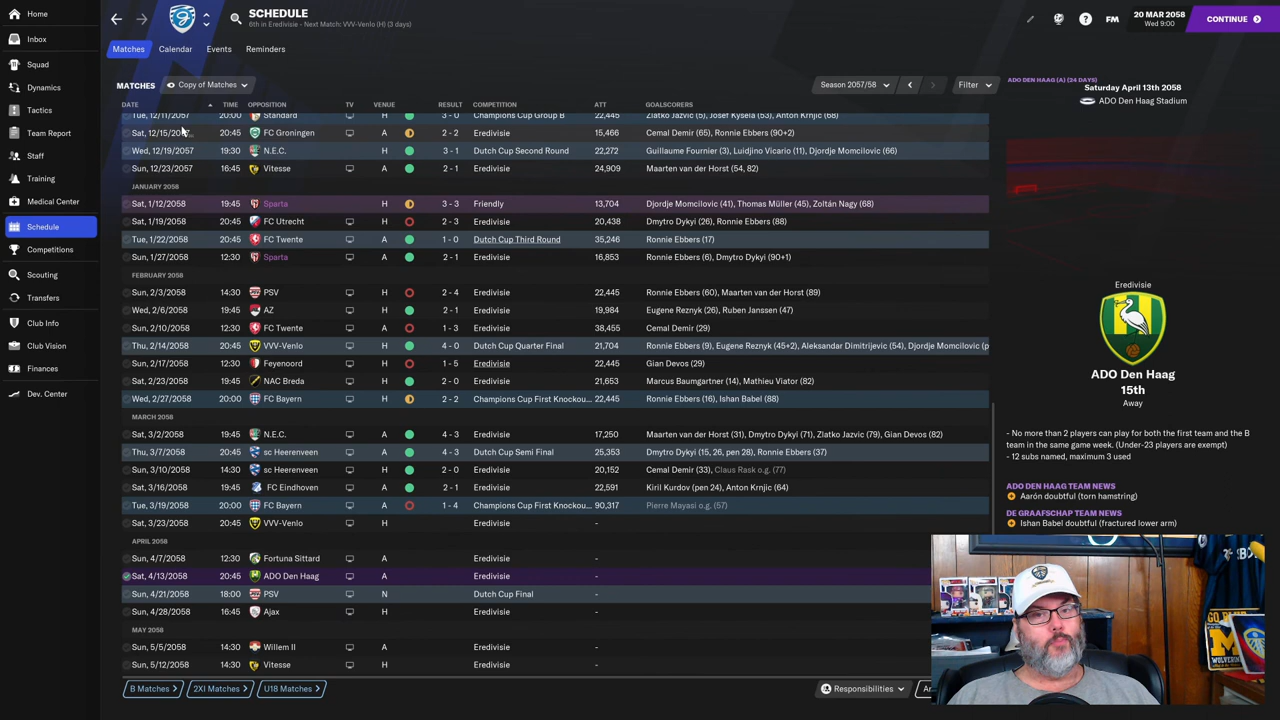 Home
Inbox
Squad
Dynamics
Tactics
Team Report
Staff
Training
Medical Center
Schedule
Competitions
Scouting
Transfers
Club Info
Club Vision
Finances
Dev. Center
SCHEDULE
6th in Eredivisie - Next Match: VVV-Venlo (H) (3 days)
FM
20 MAR 2058
Wed 9:00
CONTINUE
Matches Calendar Events Reminders
MATCHES Copy of Matches Season 2057/58 Filter
DATE TIME OPPOSITION TV VENUE RESULT COMPETITION ATT GOALSCORERS
Tue, 12/11/2057 20:00 Standard H 3 - 0 Champions Cup Group B 22,445 
Sat, 12/15/20 20:45 FC Groningen A 2 - 2 Eredivisie 15,466 Cemal Demir (65), Ronnie Ebbers (90+2)
Wed, 12/19/2057 19:30 N.E.C. H 3 - 1 Dutch Cup Second Round 22,272 Guillaume Fournier (3), Luidjino Vicario (11), Djordje Momcilovic (66)
Sun, 12/23/2057 16:45 Vitesse A 2 - 1 Eredivisie 24,909 Maarten van der Horst (54, 82)
JANUARY 2058
Sat, 1/12/2058 19:45 Sparta H 3 - 3 Friendly 13,704 Djordje Momcilovic (41), Thomas Müller (45), Zoltán Nagy (68)
Sat, 1/19/2058 20:45 FC Utrecht H 2 - 3 Eredivisie 20,438 Dmytro Dykyi (26), Ronnie Ebbers (88)
Tue, 1/22/2058 20:45 FC Twente A 1 - 0 Dutch Cup Third Round 35,246 Ronnie Ebbers (17)
Sun, 1/27/2058 12:30 Sparta A 2 - 1 Eredivisie 16,853 Ronnie Ebbers (6), Dmytro Dykyi (90+1)
FEBRUARY 2058
Sun, 2/3/2058 14:30 PSV H 2 - 4 Eredivisie 22,445 Ronnie Ebbers (60), Maarten van der Horst (89)
Wed, 2/6/2058 19:45 AZ H 2 - 1 Eredivisie 19,984 Eugene Reznyk (26), Ruben Janssen (47)
Sun, 2/10/2058 12:30 FC Twente A 1 - 3 Eredivisie 38,455 Cemal Demir (29)
Thu, 2/14/2058 20:45 VVV-Venlo H 4 - 0 Dutch Cup Quarter Final 21,704 Ronnie Ebbers (9), Eugene Reznyk (45+2), Aleksandar Dimitrijevic (54), Djordje Momcilovic (p
Sun, 2/17/2058 12:30 Feyenoord H 1 - 5 Eredivisie 22,445 Gian Devos (29)
Sat, 2/23/2058 19:45 NAC Breda H 2 - 0 Eredivisie 21,653 Marcus Baumgartner (14), Mathieu Viator (82)
Wed, 2/27/2058 20:00 FC Bayern H 2 - 2 Champions Cup First Knockou... 22,445 Ronnie Ebbers (16), Ishan Babel (88)
MARCH 2058
Sat, 3/2/2058 19:45 N.E.C. A 4 - 3 Eredivisie 17,250 Maarten van der Horst (31), Dmytro Dykyi (71), Zlatko Jazvic (79), Gian Devos (82)
Thu, 3/7/2058 20:45 sc Heerenveen A 4 - 3 Dutch Cup Semi Final 25,353 Dmytro Dykyi (15, 26, pen 28), Ronnie Ebbers (37)
Sun, 3/10/2058 14:30 sc Heerenveen H 2 - 0 Eredivisie 20,152 Cemal Demir (33), Claus Rask o.g. (77)
Sat, 3/16/2058 19:45 FC Eindhoven A 2 - 1 Eredivisie 22,591 Kiril Kurdov (pen 24), Anton Krnjic (64)
Tue, 3/19/2058 20:00 FC Bayern A 1 - 4 Champions Cup First Knockou... 90,317 Pierre Mayasi o.g. (57)
Sat, 3/23/2058 20:45 VVV-Venlo H Eredivisie -
APRIL 2058
Sun, 4/7/2058 12:30 Fortuna Sittard A Eredivisie -
Sat, 4/13/2058 20:45 ADO Den Haag A Eredivisie -
Sun, 4/21/2058 18:00 PSV N Dutch Cup Final -
Sun, 4/28/2058 16:45 Ajax H Eredivisie -
MAY 2058
Sun, 5/5/2058 14:30 Willem II A Eredivisie -
Sun, 5/12/2058 14:30 Vitesse H Eredivisie -
B Matches 2XI Matches U18 Matches Responsibilities
ADO DEN HAAG (A) (24 DAYS)
Saturday April 13th 2058
ADO Den Haag Stadium
Eredivisie
ADO Den Haag
15th
Away
- No more than 2 players can play for both the first team and the B
team in the same game week. (Under-23 players are exempt)
- 12 subs named, maximum 3 used
ADO DEN HAAG TEAM NEWS
Aarón doubtful (torn hamstring)
DE GRAAFSCHAP TEAM NEWS
Ishan Babel doubtful (fractured lower arm)
GO BLUE
M
WOLVERINE